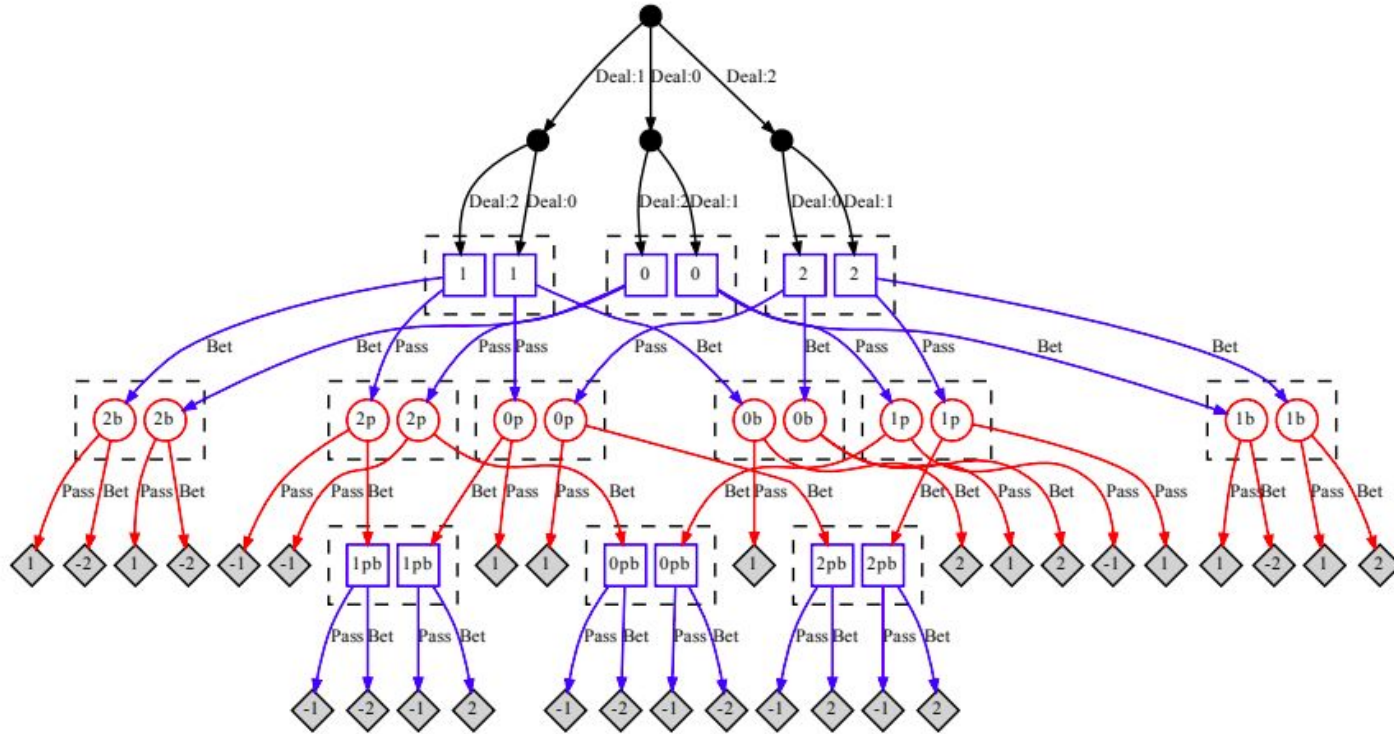 Deal:1 Deal:0 Deal:2
Deal:2 Deal:0 Deal:2 Deal:1 Deal:0 Deal:1
1 1 0 0 2 2
Bet Bet Pass Pass Pass Pass Bet Bet Pass Pass Bet Bet
2b 2b 2p 2p 0p 0p 0b 0b 1p 1p 1b 1b
Pass Bet Pass Bet Pass Pass Bet Bet Bet Pass Pass Bet Bet Pass Bet Bet Pass Bet Pass Pass Pass Bet Pass Bet
1 -2 1 -2 -1 -1 1pb 1pb 1 1 0pb 0pb 1 2pb 2pb 2 1 2 -1 1 1 -2 1 2
Pass Bet Pass Bet Pass Bet Pass Bet Pass Bet Pass Bet
-1 -2 -1 2 -1 -2 -1 -2 -1 2 -1 2